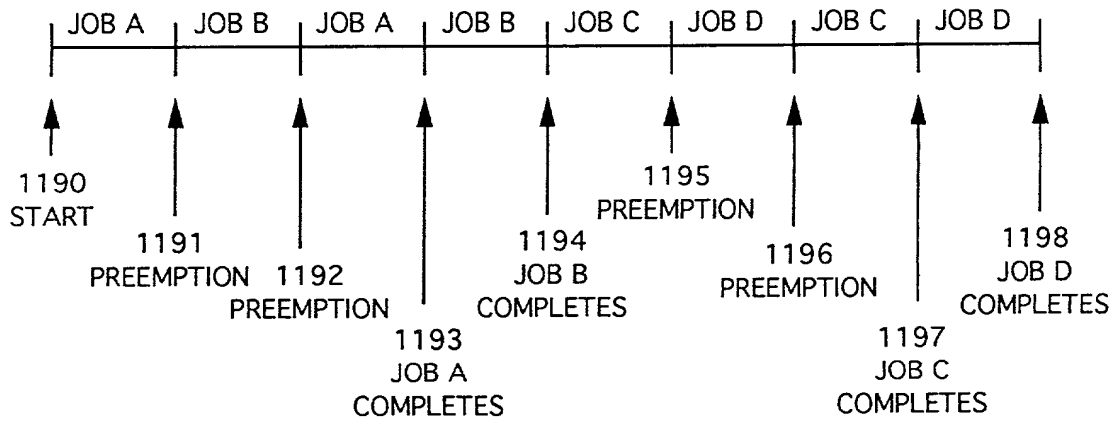 JOB A JOB B JOB A JOB B JOB C JOB D JOB C JOB D
1190
START
1191
PREEMPTION
1192
PREEMPTION
1193
JOB A
COMPLETES
1194
JOB B
COMPLETES
1195
PREEMPTION
1196
PREEMPTION
1197
JOB C
COMPLETES
1198
JOB D
COMPLETES